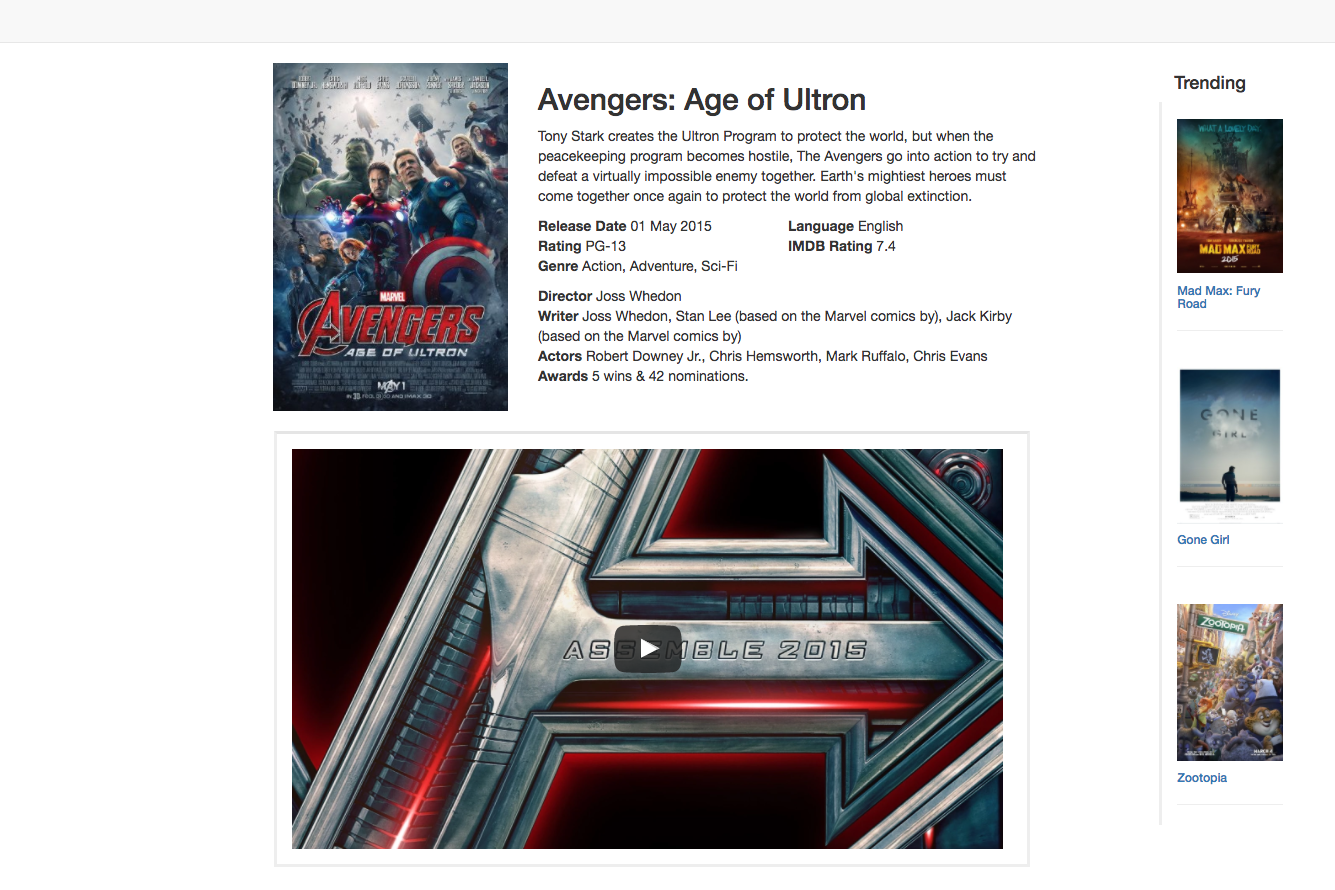 Avengers: Age of Ultron
Tony Stark creates the Ultron Program to protect the world, but when the
peacekeeping program becomes hostile, The Avengers go into action to try and
defeat a virtually impossible enemy together. Earth's mightiest heroes must
come together once again to protect the world from global extinction.
Release Date 01 May 2015
Language English
Rating PG-13
IMDB Rating 7.4
Genre Action, Adventure, Sci-Fi
Director Joss Whedon
Writer Joss Whedon, Stan Lee (based on the Marvel comics by), Jack Kirby
(based on the Marvel comics by)
Actors Robert Downey Jr., Chris Hemsworth, Mark Ruffalo, Chris Evans
Awards 5 wins & 42 nominations.
MARVEL
AVENGERS
AGE OF ULTRON
MAY 1
ASSEMBLE 2015
Trending
WHAT A LOVELY DAY
MAD MAX FURY ROAD
2015
Mad Max: Fury
Road
GONE
GIRL
Gone Girl
ZOOTOPIA
Zootopia